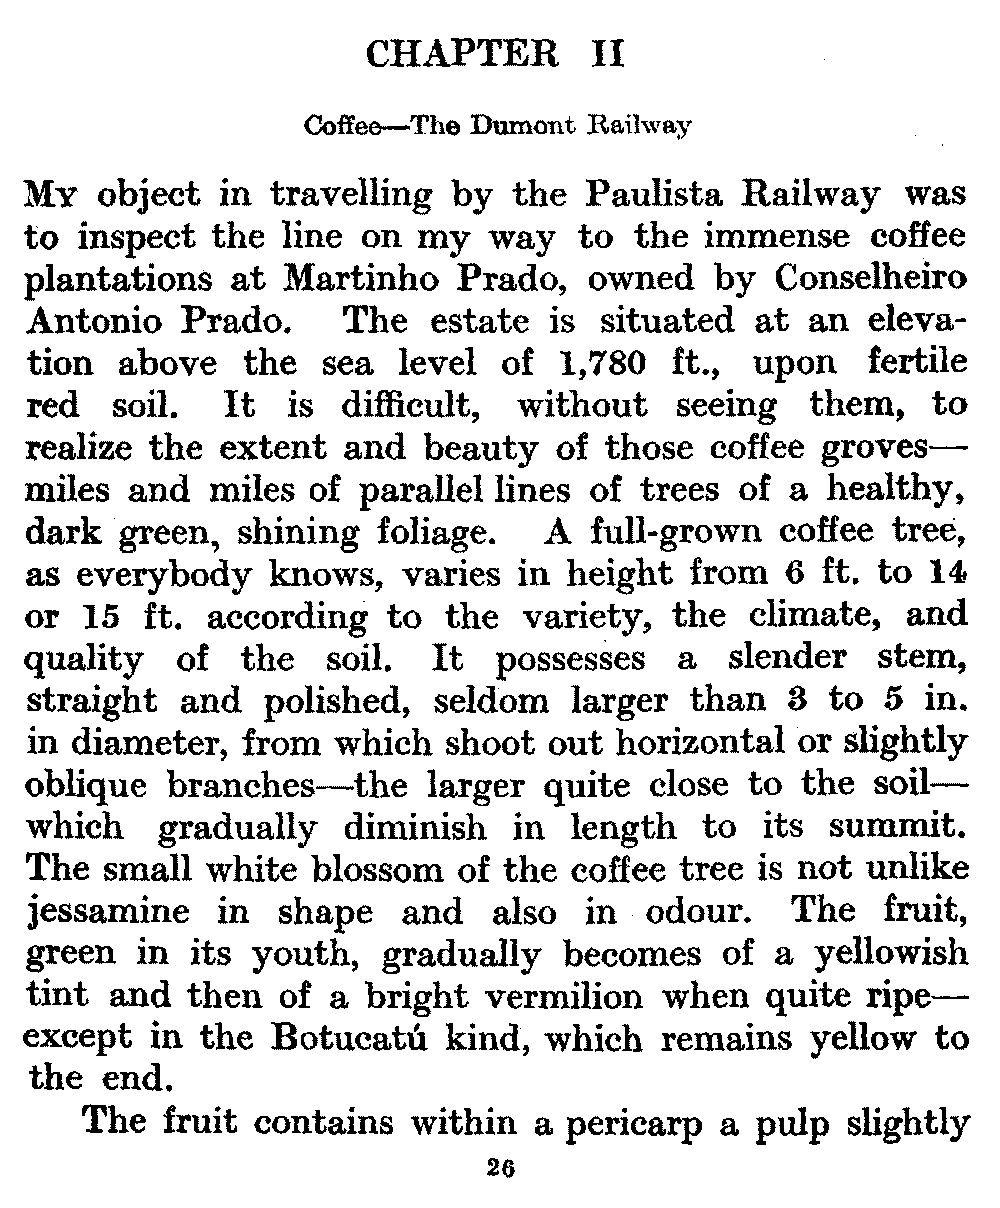 CHAPTER II
Coffee—The Dumont Railway
My object in travelling by the Paulista Railway was
to inspect the line on my way to the immense coffee
plantations at Martinho Prado, owned by Conselheiro
Antonio Prado. The estate is situated at an eleva-
tion above the sea level of 1,780 ft., upon fertile
red soil. It is difficult, without seeing them, to
realize the extent and beauty of those coffee groves—
miles and miles of parallel lines of trees of a healthy,
dark green, shining foliage. A full-grown coffee tree,
as everybody knows, varies in height from 6 ft. to 14
or 15 ft. according to the variety, the climate, and
quality of the soil. It possesses a slender stem,
straight and polished, seldom larger than 3 to 5 in.
in diameter, from which shoot out horizontal or slightly
oblique branches—the larger quite close to the soil—
which gradually diminish in length to its summit.
The small white blossom of the coffee tree is not unlike
jessamine in shape and also in odour. The fruit,
green in its youth, gradually becomes of a yellowish
tint and then of a bright vermilion when quite ripe—
except in the Botucatú kind, which remains yellow to
the end.
The fruit contains within a pericarp a pulp slightly
26